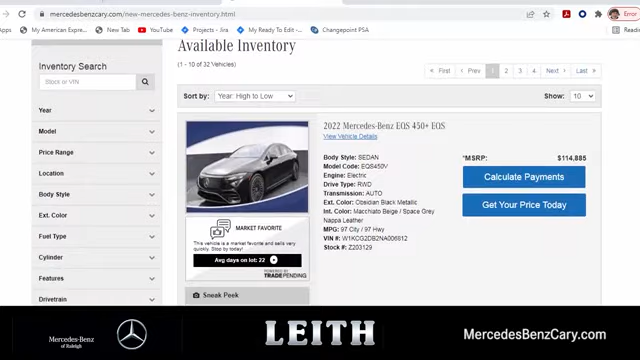 mercedesbenzcary.com/new-mercedes-benz-inventory.html
Error
buys
My American Expre...
New Tab
YouTube
Projects - Jira
My Ready To Edit -...
Changepoint PSA
Readin
Available Inventory
(1 - 10 of 32 Vehicles)
Inventory Search
Stock or VIN
Year
Model
Price Range
Location
Body Style
Ext. Color
Fuel Type
Cylinder
Features
Drivetrain
« First ‹ Prev 1 2 3 4 Next › Last »
Sort by: Year: High to Low
Show: 10
2022 Mercedes-Benz EQS 450+ EQS
View Vehicle Details
Body Style: SEDAN
Model Code: EQS450V
Engine: Electric
Drive Type: RWD
Transmission: AUTO
Ext. Color: Obsidian Black Metallic
Int. Color: Macchiato Beige / Space Grey
Nappa Leather
MPG: 97 City / 97 Hwy
VIN #: W1KCG2DB2NA006812
Stock #: Z203129
*MSRP: $114,885
Calculate Payments
Get Your Price Today
MARKET FAVORITE
This vehicle is a market favorite and sells very
quickly. Stop by today!
Avg days on lot: 22
POWERED BY
TRADEPENDING
Sneak Peek
Mercedes-Benz
of Raleigh
LEITH
MercedesBenzCary.com